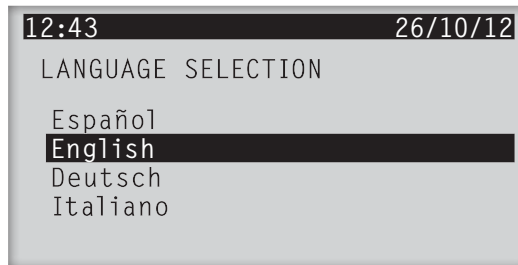 12:43 26/10/12
LANGUAGE SELECTION
Español
English
Deutsch
Italiano